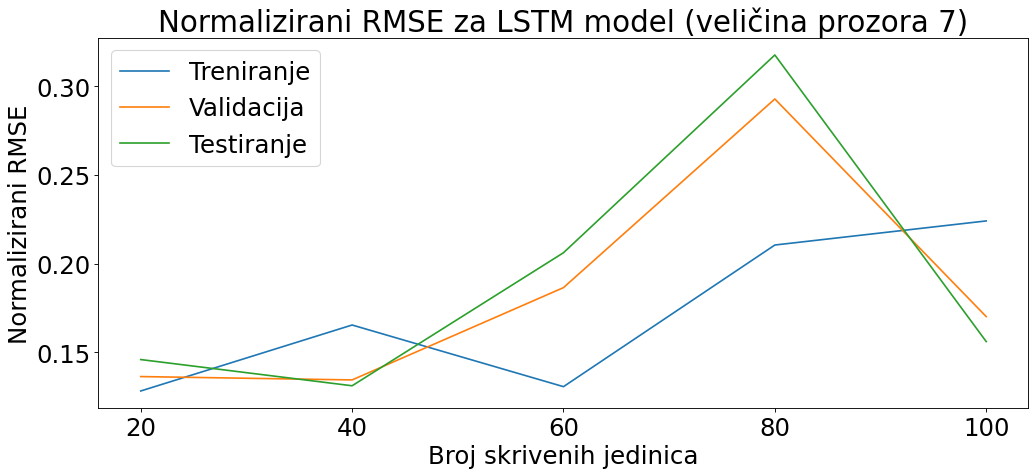 Normalizirani RMSE za LSTM model (veličina prozora 7)
Treniranje
Validacija
Testiranje
Normalizirani RMSE
0.30
0.25
0.20
0.15
20 40 60 80 100
Broj skrivenih jedinica